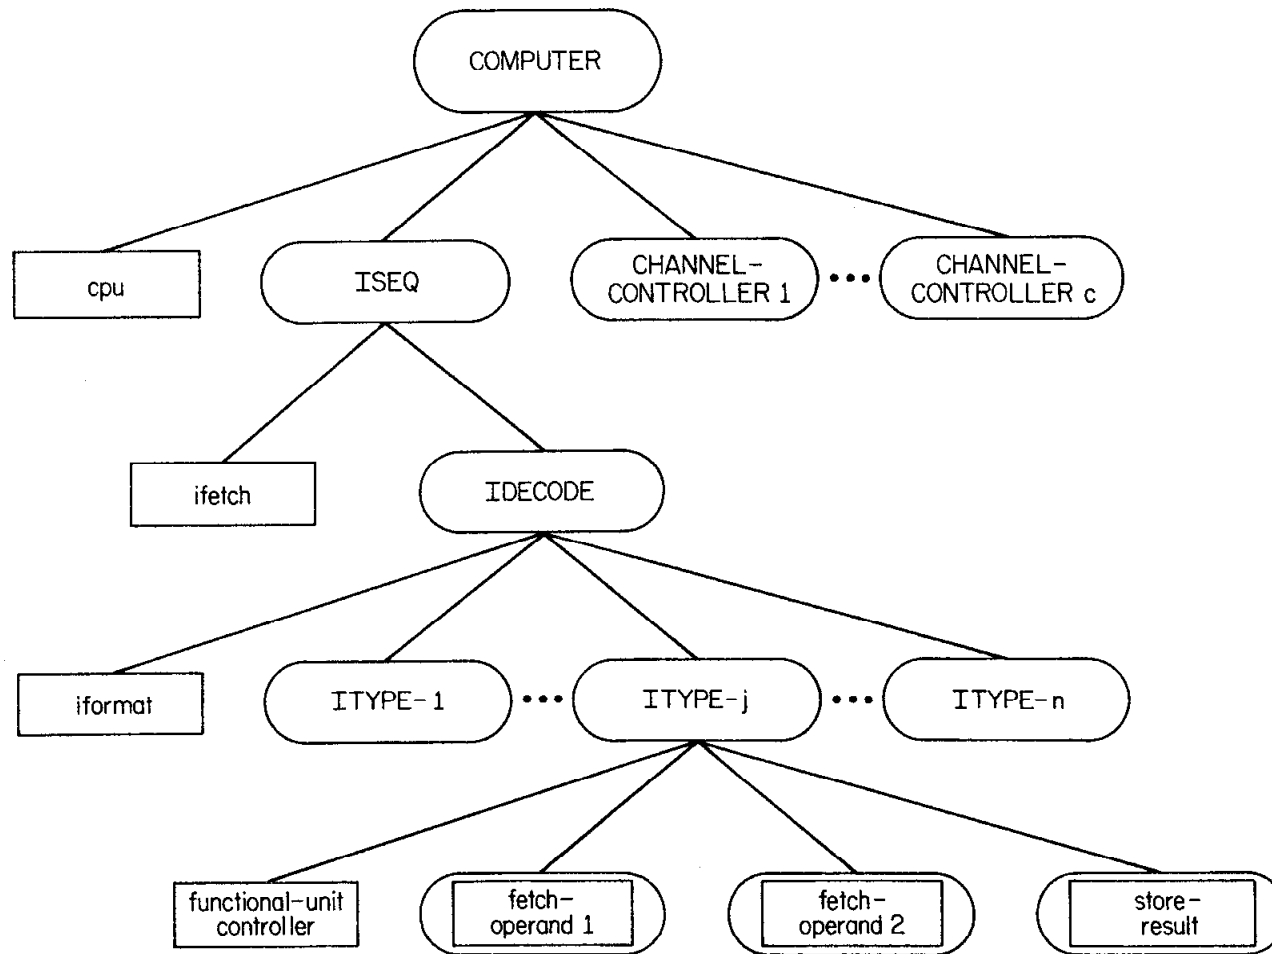 COMPUTER
cpu
ISEQ
CHANNEL-
CONTROLLER 1
•••
CHANNEL-
CONTROLLER c
ifetch
IDECODE
iformat
ITYPE-1
•••
ITYPE-j
•••
ITYPE-n
functional-unit
controller
fetch-
operand 1
fetch-
operand 2
store-
result